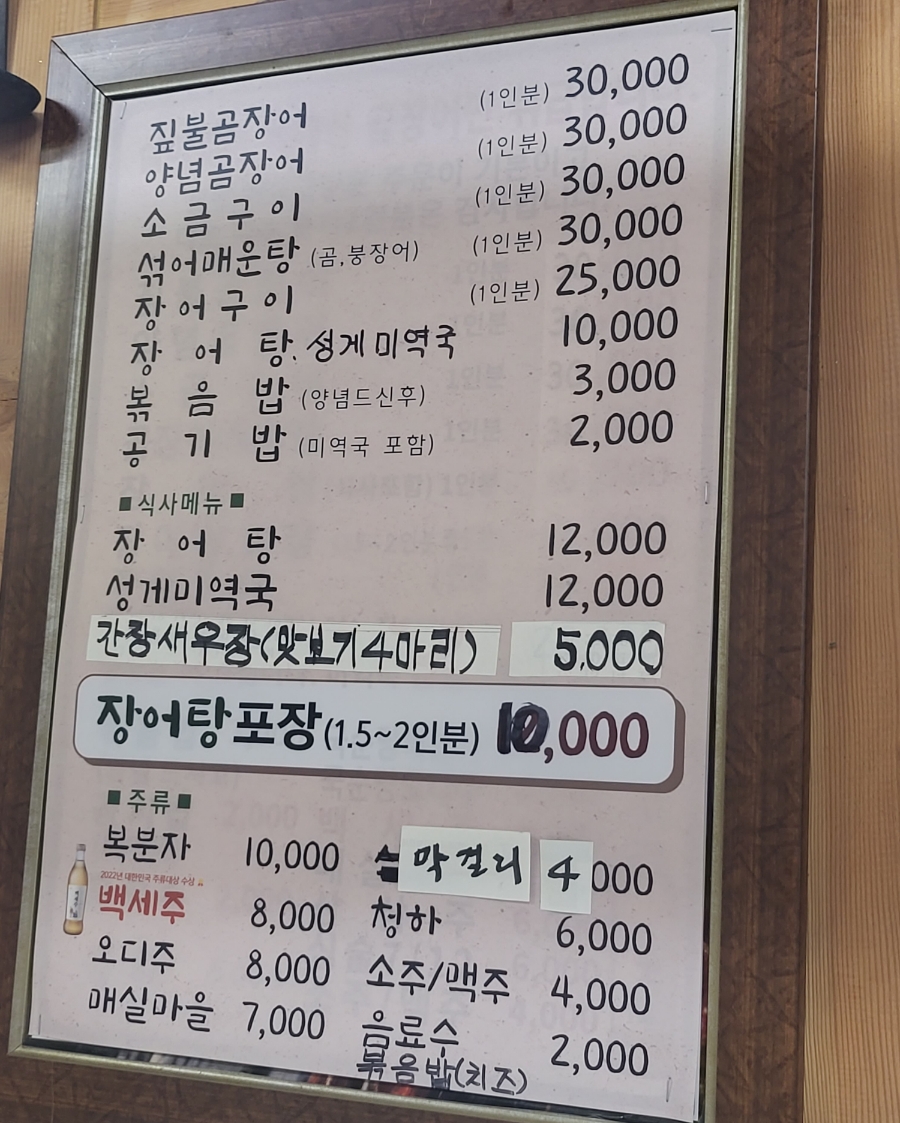 짚불곰장어 (1인분) 30,000
양념곰장어 (1인분) 30,000
소금구이 (1인분) 30,000
섞어매운탕 (곰,붕장어) (1인분) 30,000
장어구이 (1인분) 25,000
장 어 탕. 성게미역국 10,000
볶 음 밥 (양념드신후) 3,000
공 기 밥 (미역국 포함) 2,000
■식사메뉴■
장 어 탕 12,000
성게미역국 12,000
간장새우장(맛보기4마리) 5.000
장어탕포장(1.5~2인분) ,000
■주류■
복분자 10,000 막걸리 4 000
2022년 대한민국 주류대상 수상
백세주 8,000 청하 6,000
오디주 8,000 소주/맥주 4,000
매실마을 7,000 음료수 2,000
볶음밥(치즈)